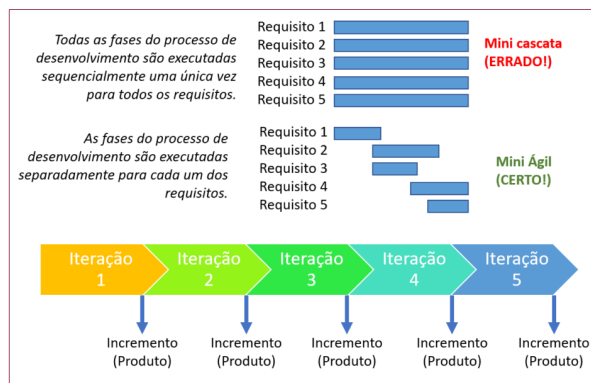 Todas as fases do processo de
desenvolvimento são executadas
sequencialmente uma única vez
para todos os requisitos.
Requisito 1
Requisito 2
Requisito 3
Requisito 4
Requisito 5
Mini cascata
(ERRADO!)
As fases do processo de
desenvolvimento são executadas
separadamente para cada um dos
requisitos.
Requisito 1
Requisito 2
Requisito 3
Requisito 4
Requisito 5
Mini Ágil
(CERTO!)
Iteração
1
Iteração
2
Iteração
3
Iteração
4
Iteração
5
Incremento
(Produto)
Incremento
(Produto)
Incremento
(Produto)
Incremento
(Produto)
Incremento
(Produto)